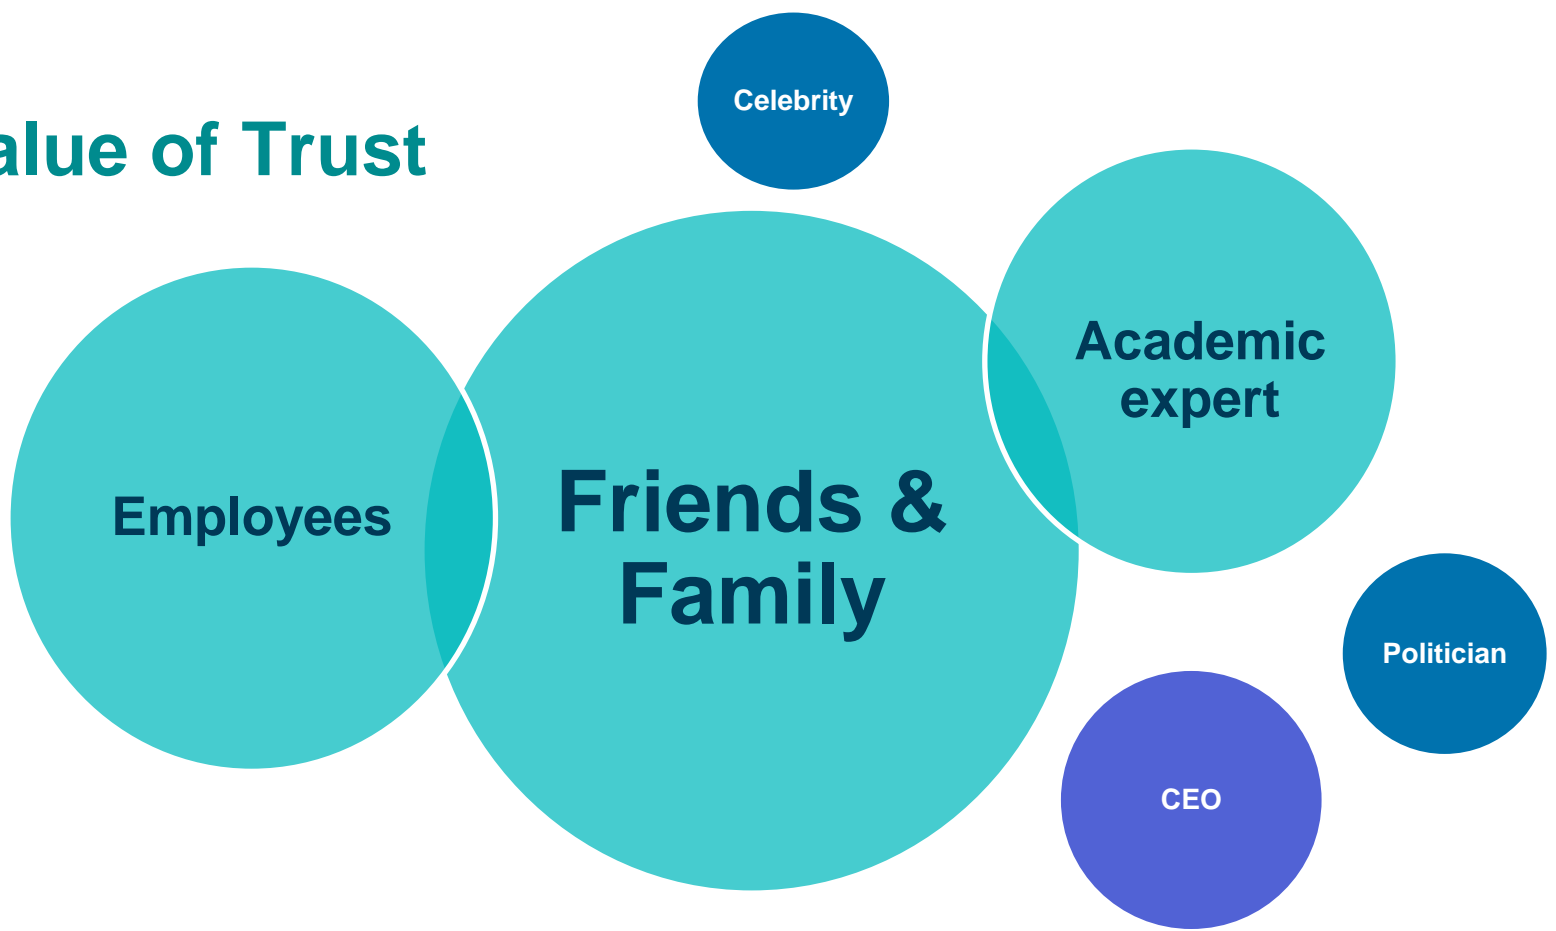 alue of Trust
Celebrity
Academic
expert
Employees
Friends &
Family
Politician
CEO